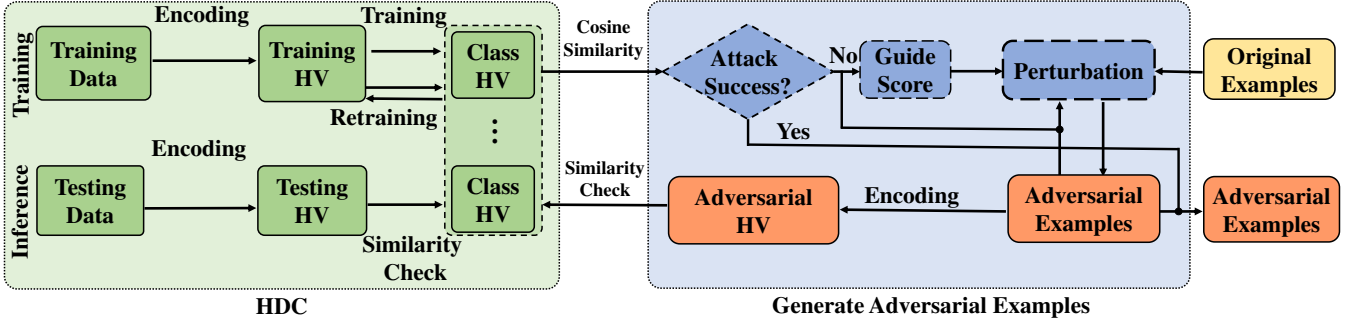 Encoding
Training
Training
Training
Data
Training
HV
Class
HV
Retraining
...
Inference
Encoding
Testing
Data
Testing
HV
Class
HV
Similarity
Check
HDC
Cosine
Similarity
Similarity
Check
Attack
Success?
No
Guide
Score
Perturbation
Original
Examples
Yes
Adversarial
HV
Encoding
Adversarial
Examples
Adversarial
Examples
Generate Adversarial Examples